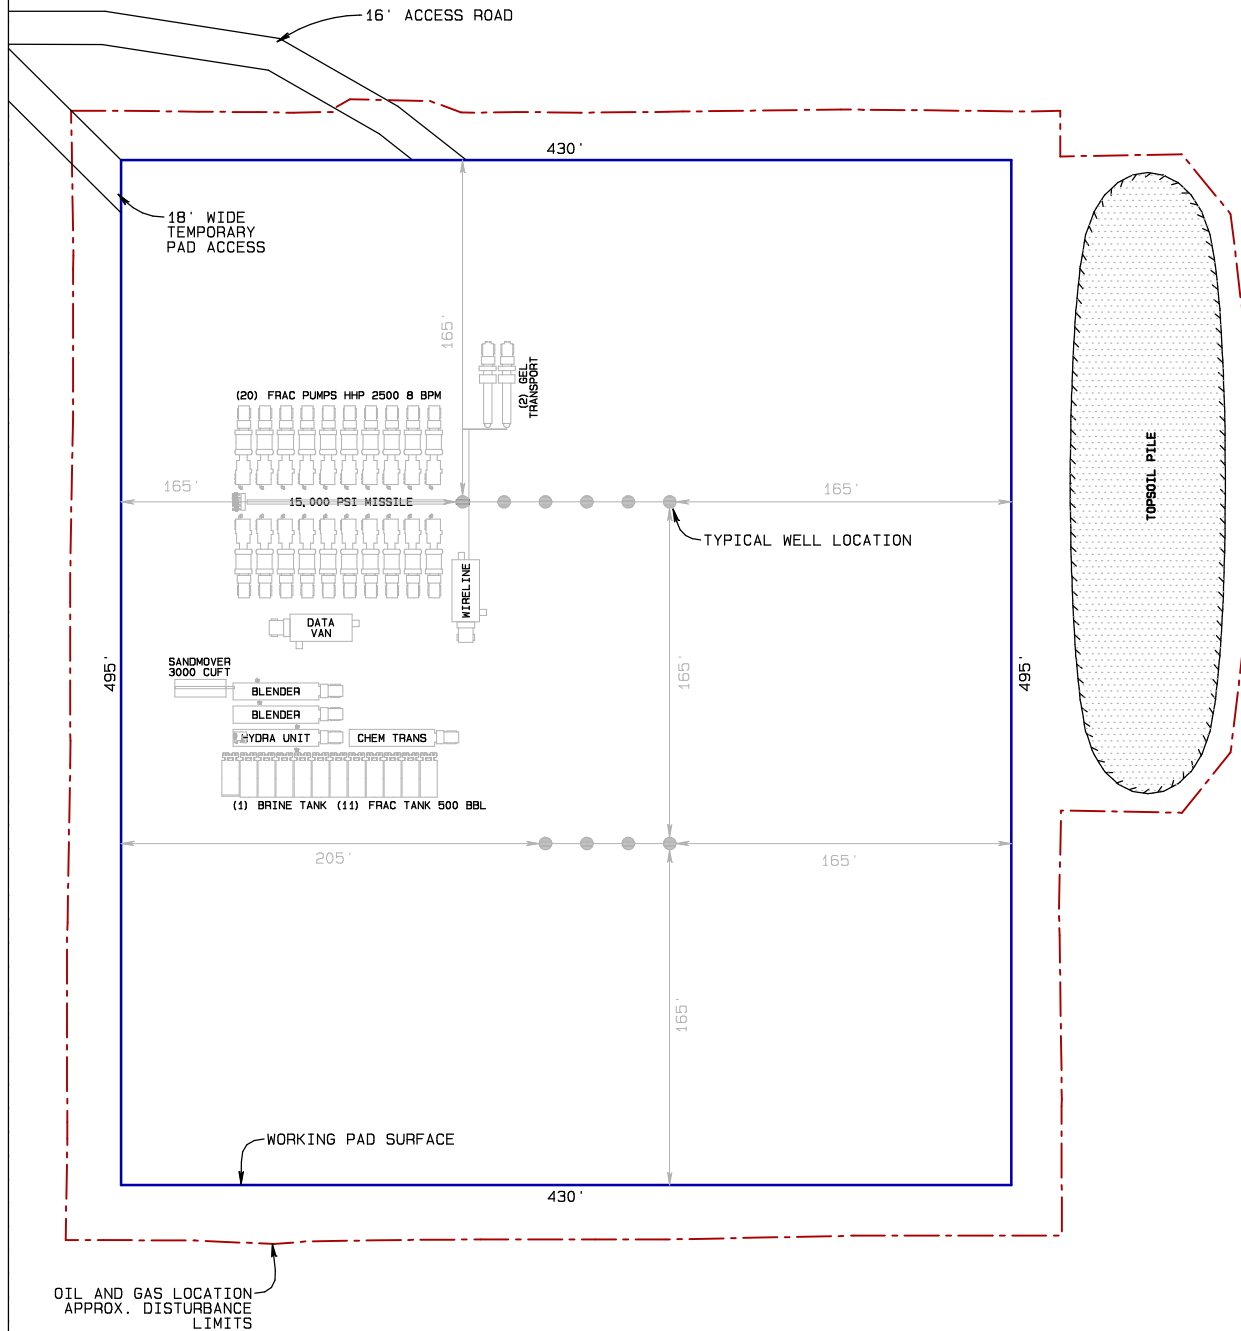 16' ACCESS ROAD
430'
18' WIDE
TEMPORARY
PAD ACCESS
165'
(2) GEL
TRANSPORT
(20) FRAC PUMPS HHP 2500 8 BPM
165'
15,000 PSI MISSILE
165'
TYPICAL WELL LOCATION
TOPSOIL PILE
WIRELINE
DATA
VAN
SANDMOVER
3000 CUFT
BLENDER
495'
165'
495'
BLENDER
HYDRA UNIT
CHEM TRANS
(1) BRINE TANK (11) FRAC TANK 500 BBL
205'
165'
165'
WORKING PAD SURFACE
430'
OIL AND GAS LOCATION
APPROX. DISTURBANCE
LIMITS